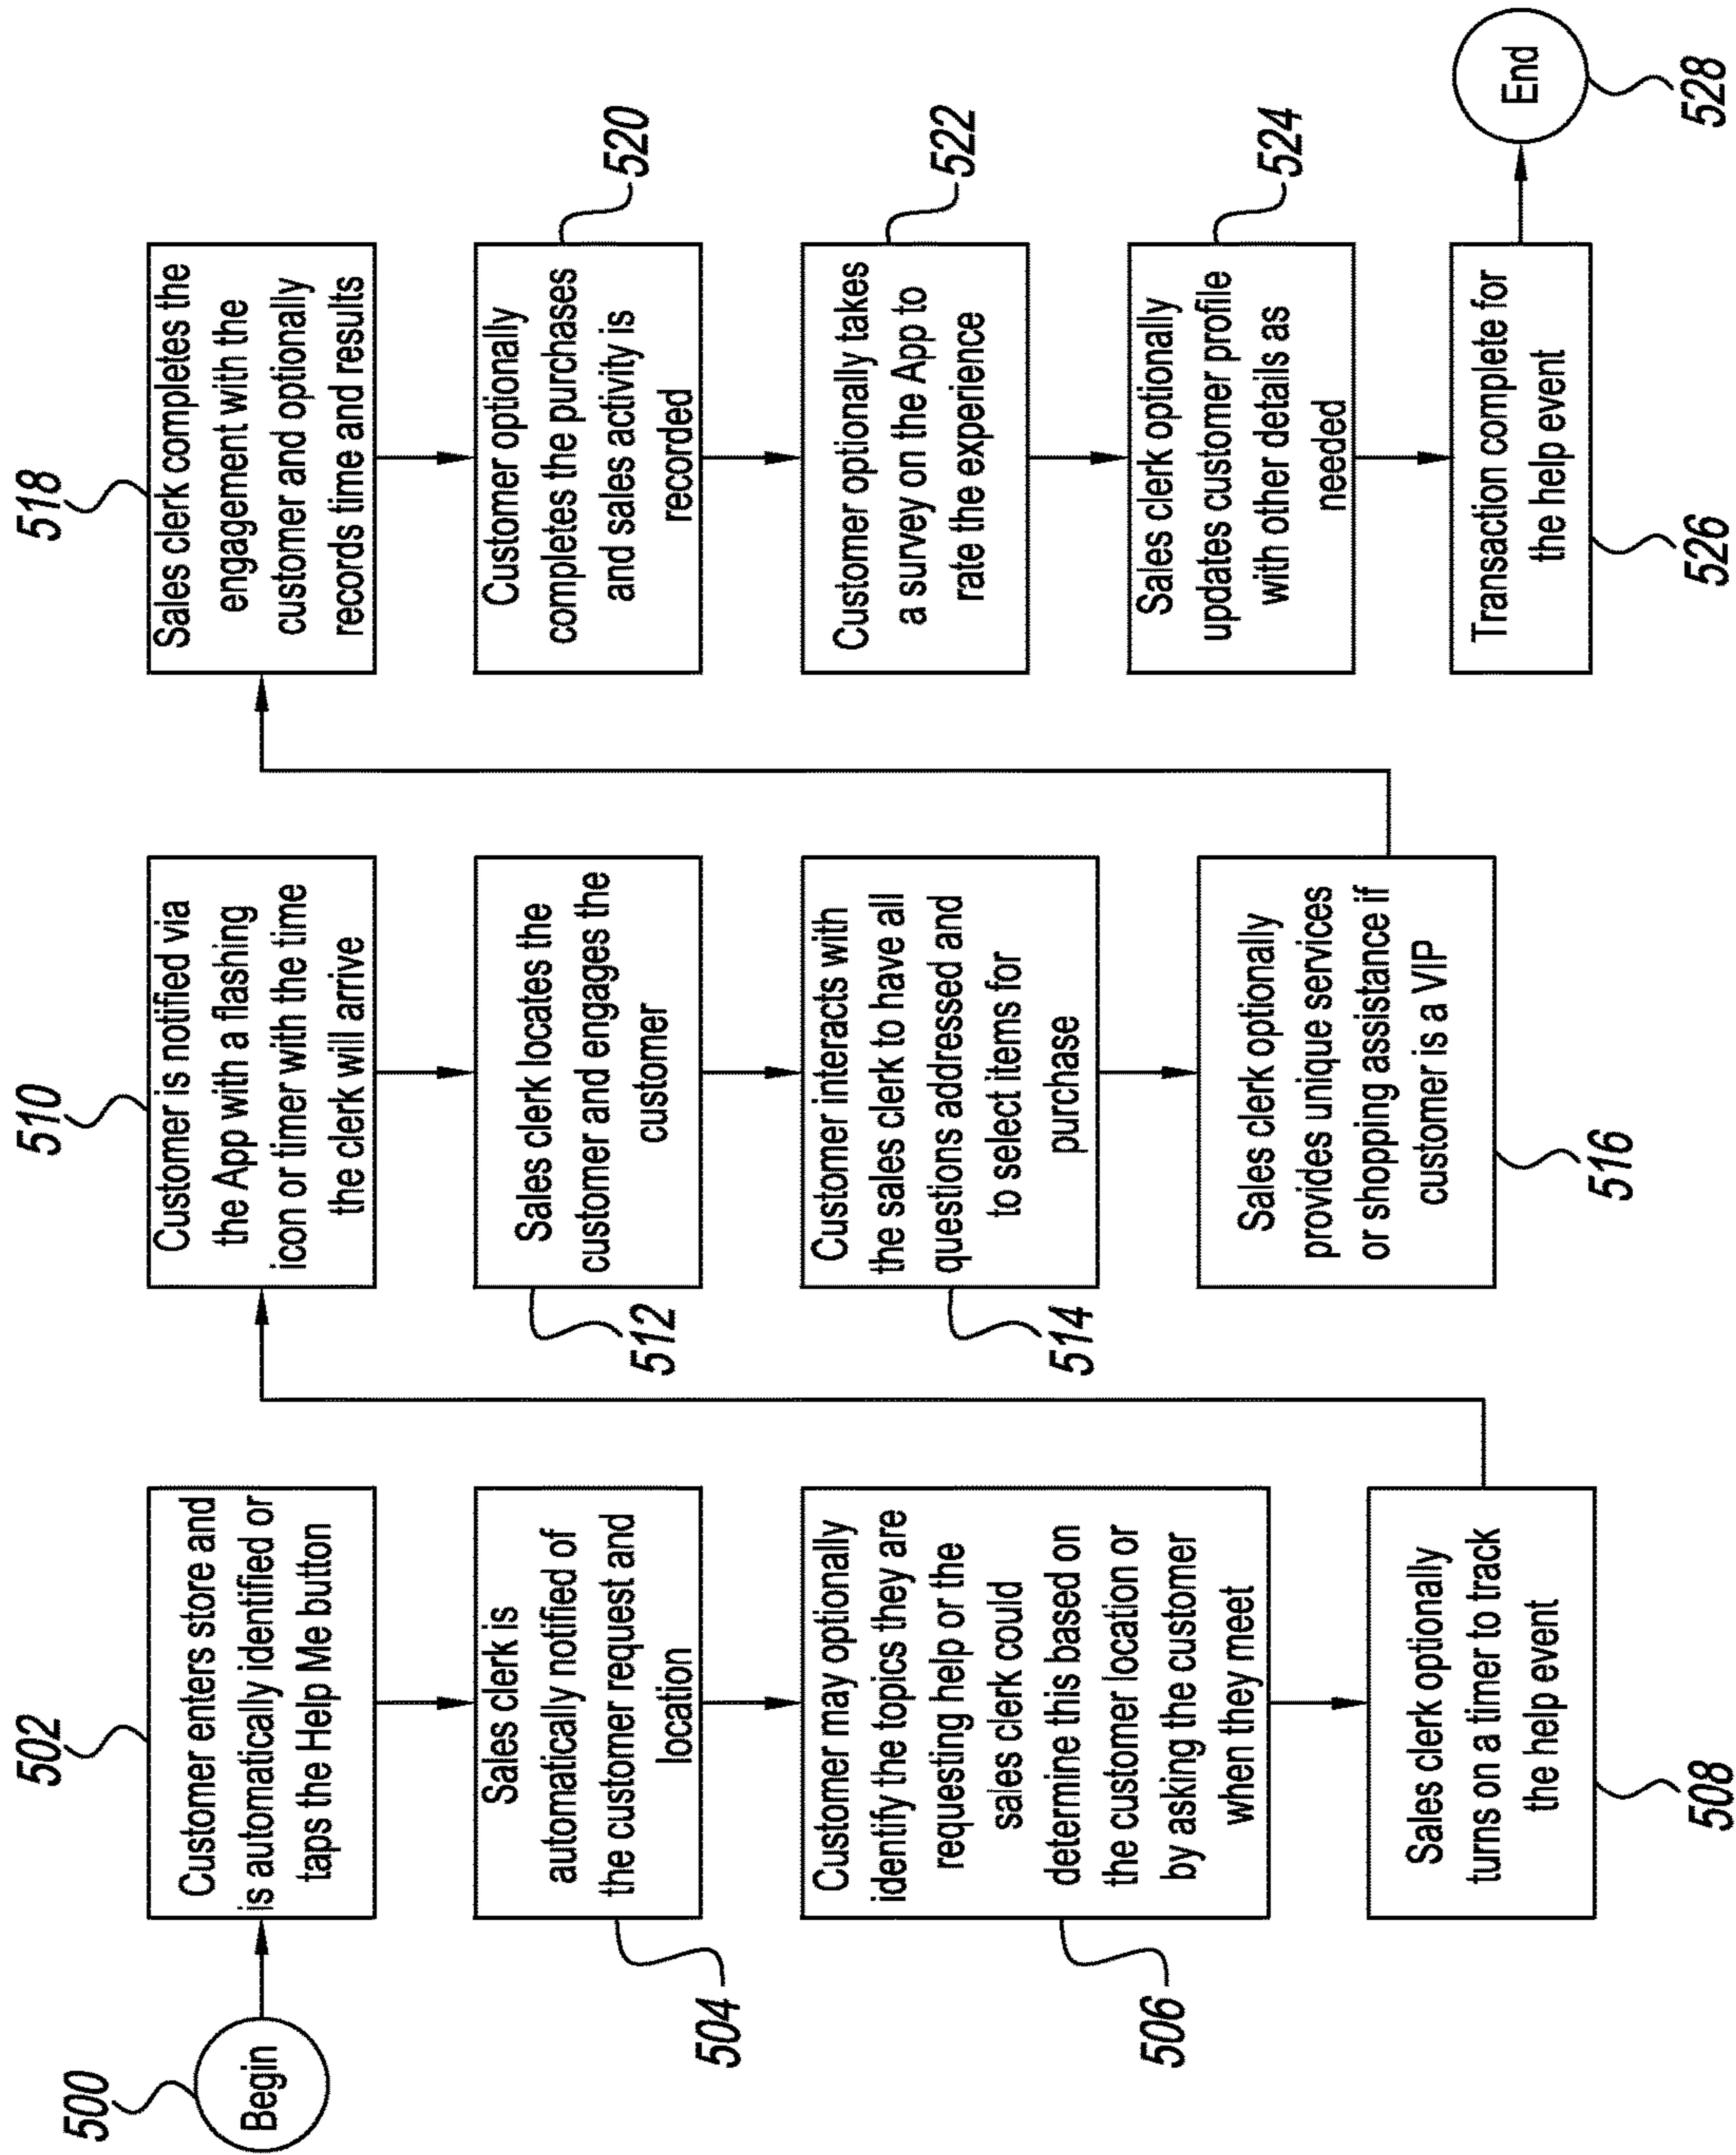 500
Begin
502
Customer enters store and
is automatically identified or
taps the Help Me button
504
Sales clerk is
automatically notified of
the customer request and
location
506
Customer may optionally
identify the topics they are
requesting help or the
sales clerk could
determine this based on
the customer location or
by asking the customer
when they meet
508
Sales clerk optionally
turns on a timer to track
the help event
510
Customer is notified via
the App with a flashing
icon or timer with the time
the clerk will arrive
512
Sales clerk locates the
customer and engages the
customer
514
Customer interacts with
the sales clerk to have all
questions addressed and
to select items for
purchase
516
Sales clerk optionally
provides unique services
or shopping assistance if
customer is a VIP
518
Sales clerk completes the
engagement with the
customer and optionally
records time and results
520
Customer optionally
completes the purchases
and sales activity is
recorded
522
Customer optionally takes
a survey on the App to
rate the experience
524
Sales clerk optionally
updates customer profile
with other details as
needed
526
Transaction complete for
the help event
End
528